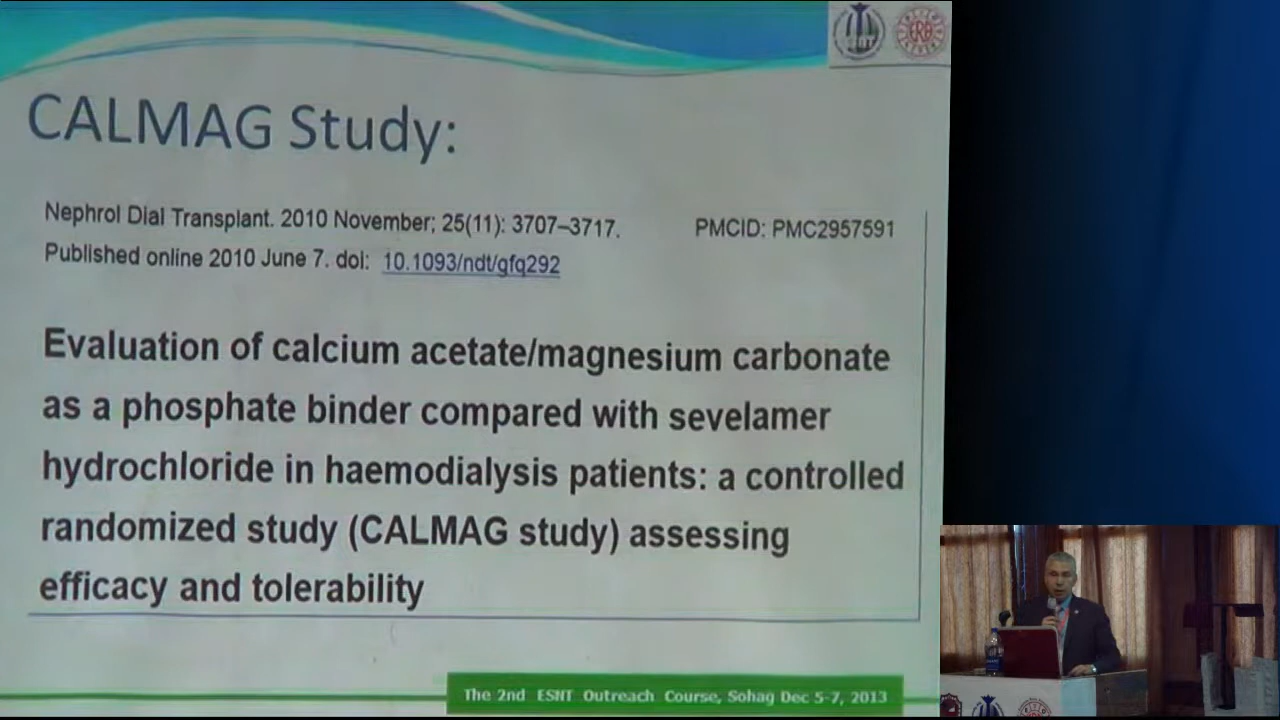 CALMAG Study:
Nephrol Dial Transplant. 2010 November; 25(11): 3707–3717. PMCID: PMC2957591
Published online 2010 June 7. doi: 10.1093/ndt/gfq292
Evaluation of calcium acetate/magnesium carbonate
as a phosphate binder compared with sevelamer
hydrochloride in haemodialysis patients: a controlled
randomized study (CALMAG study) assessing
efficacy and tolerability
The 2nd ESNT Outreach Course, Sohag Dec 5-7, 2013